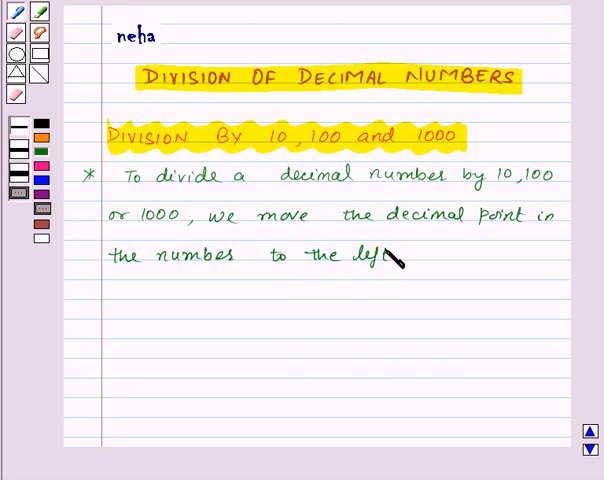 neha
DIVISION OF DECIMAL NUMBERS
DIVISION BY 10, 100 and 1000
* To divide a decimal number by 10, 100
or 1000, we move the decimal point in
the numbers to the left